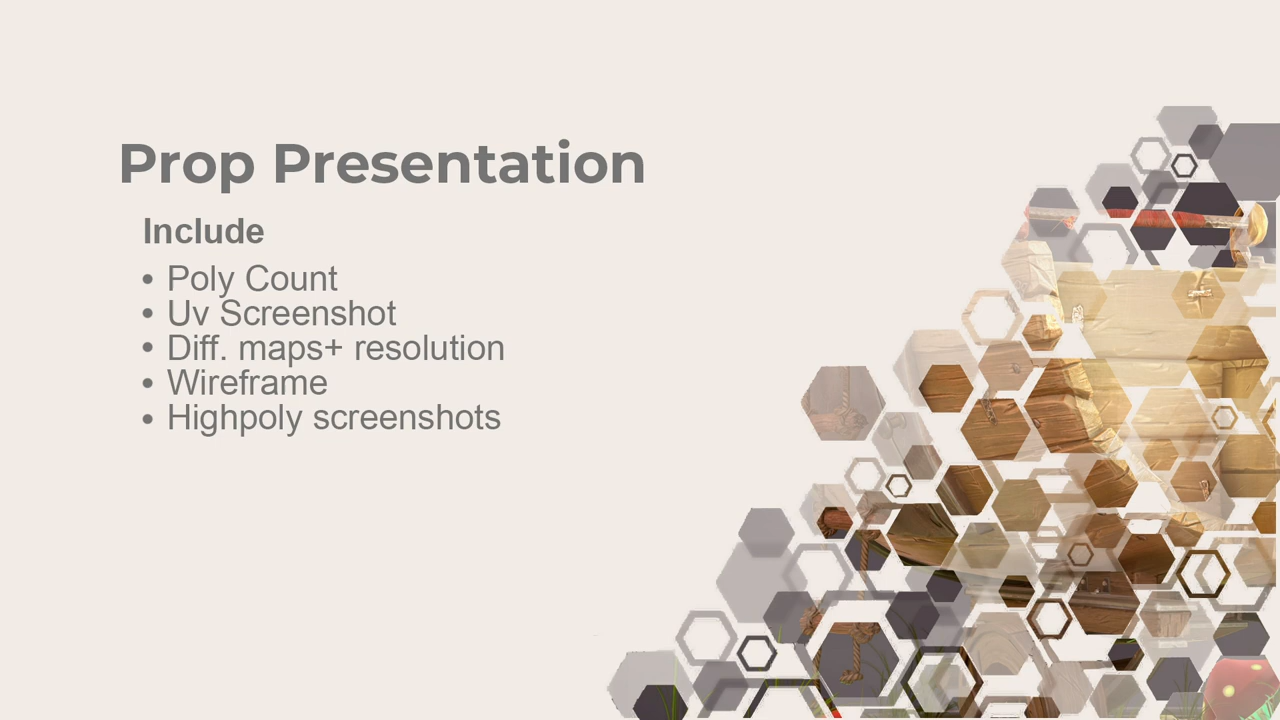 Prop Presentation
Include
• Poly Count
• Uv Screenshot
• Diff. maps+ resolution
• Wireframe
• Highpoly screenshots